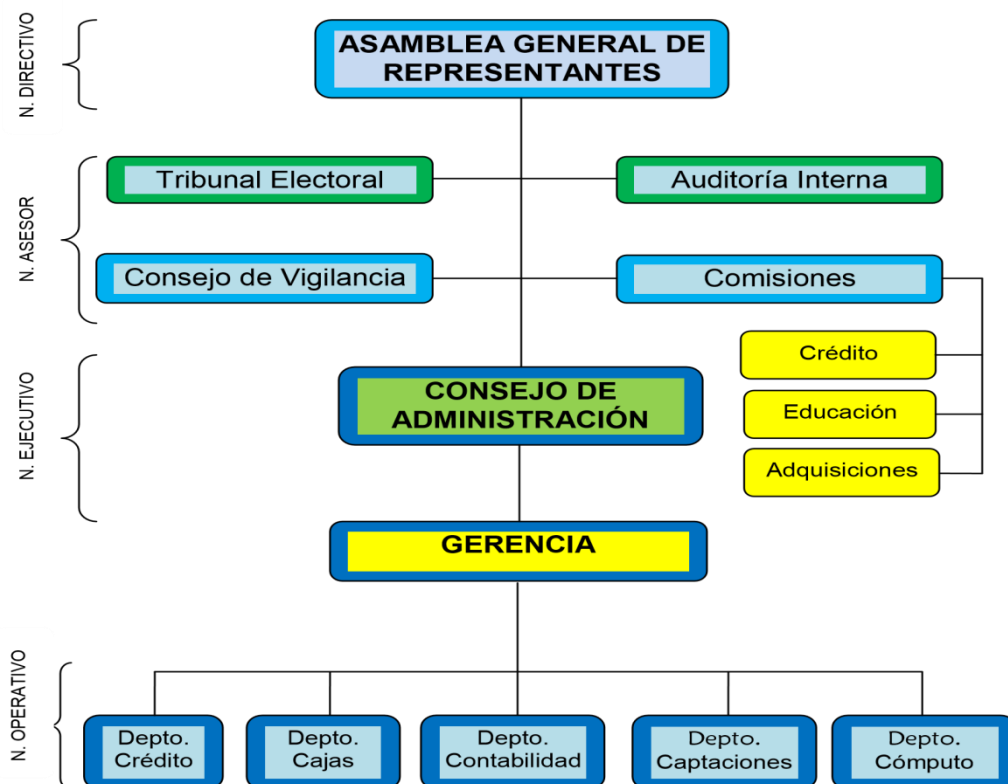 N. DIRECTIVO
ASAMBLEA GENERAL DE
REPRESENTANTES
N. ASESOR
Tribunal Electoral
Auditoría Interna
Consejo de Vigilancia
Comisiones
Crédito
Educación
Adquisiciones
N. EJECUTIVO
CONSEJO DE
ADMINISTRACIÓN
GERENCIA
N. OPERATIVO
Depto.
Crédito
Depto.
Cajas
Depto.
Contabilidad
Depto.
Captaciones
Depto.
Cómputo